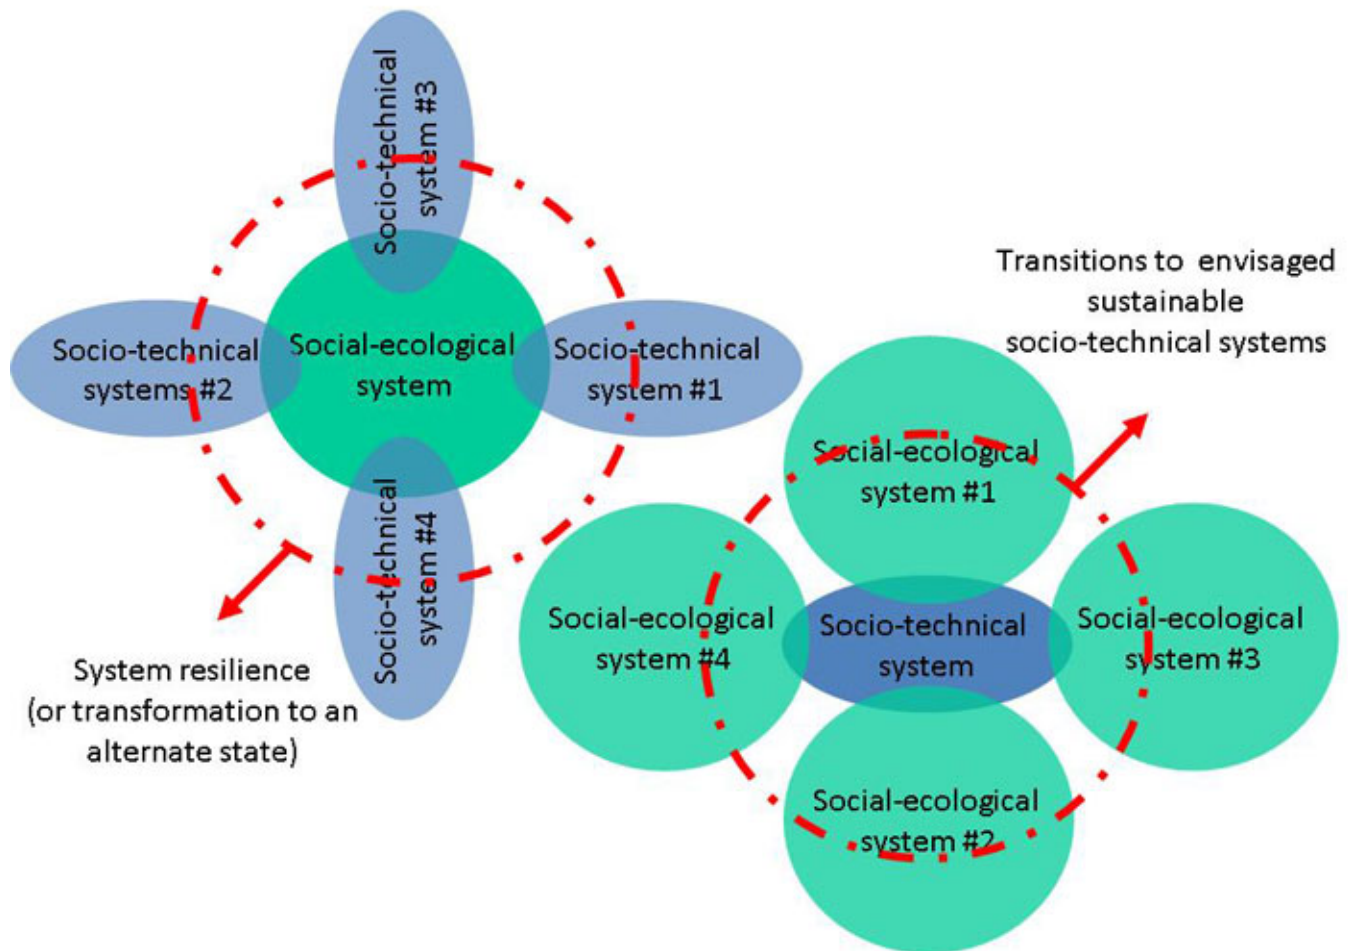 Socio-technical
system #3
Socio-technical
systems #2
Social-ecological
system
Socio-technical
system #1
Socio-technical
system #4
System resilience
(or transformation to an
alternate state)
Transitions to envisaged
sustainable
socio-technical systems
Social-ecological
system #1
Social-ecological
system #4
Socio-technical
system
Social-ecological
system #3
Social-ecological
system #2